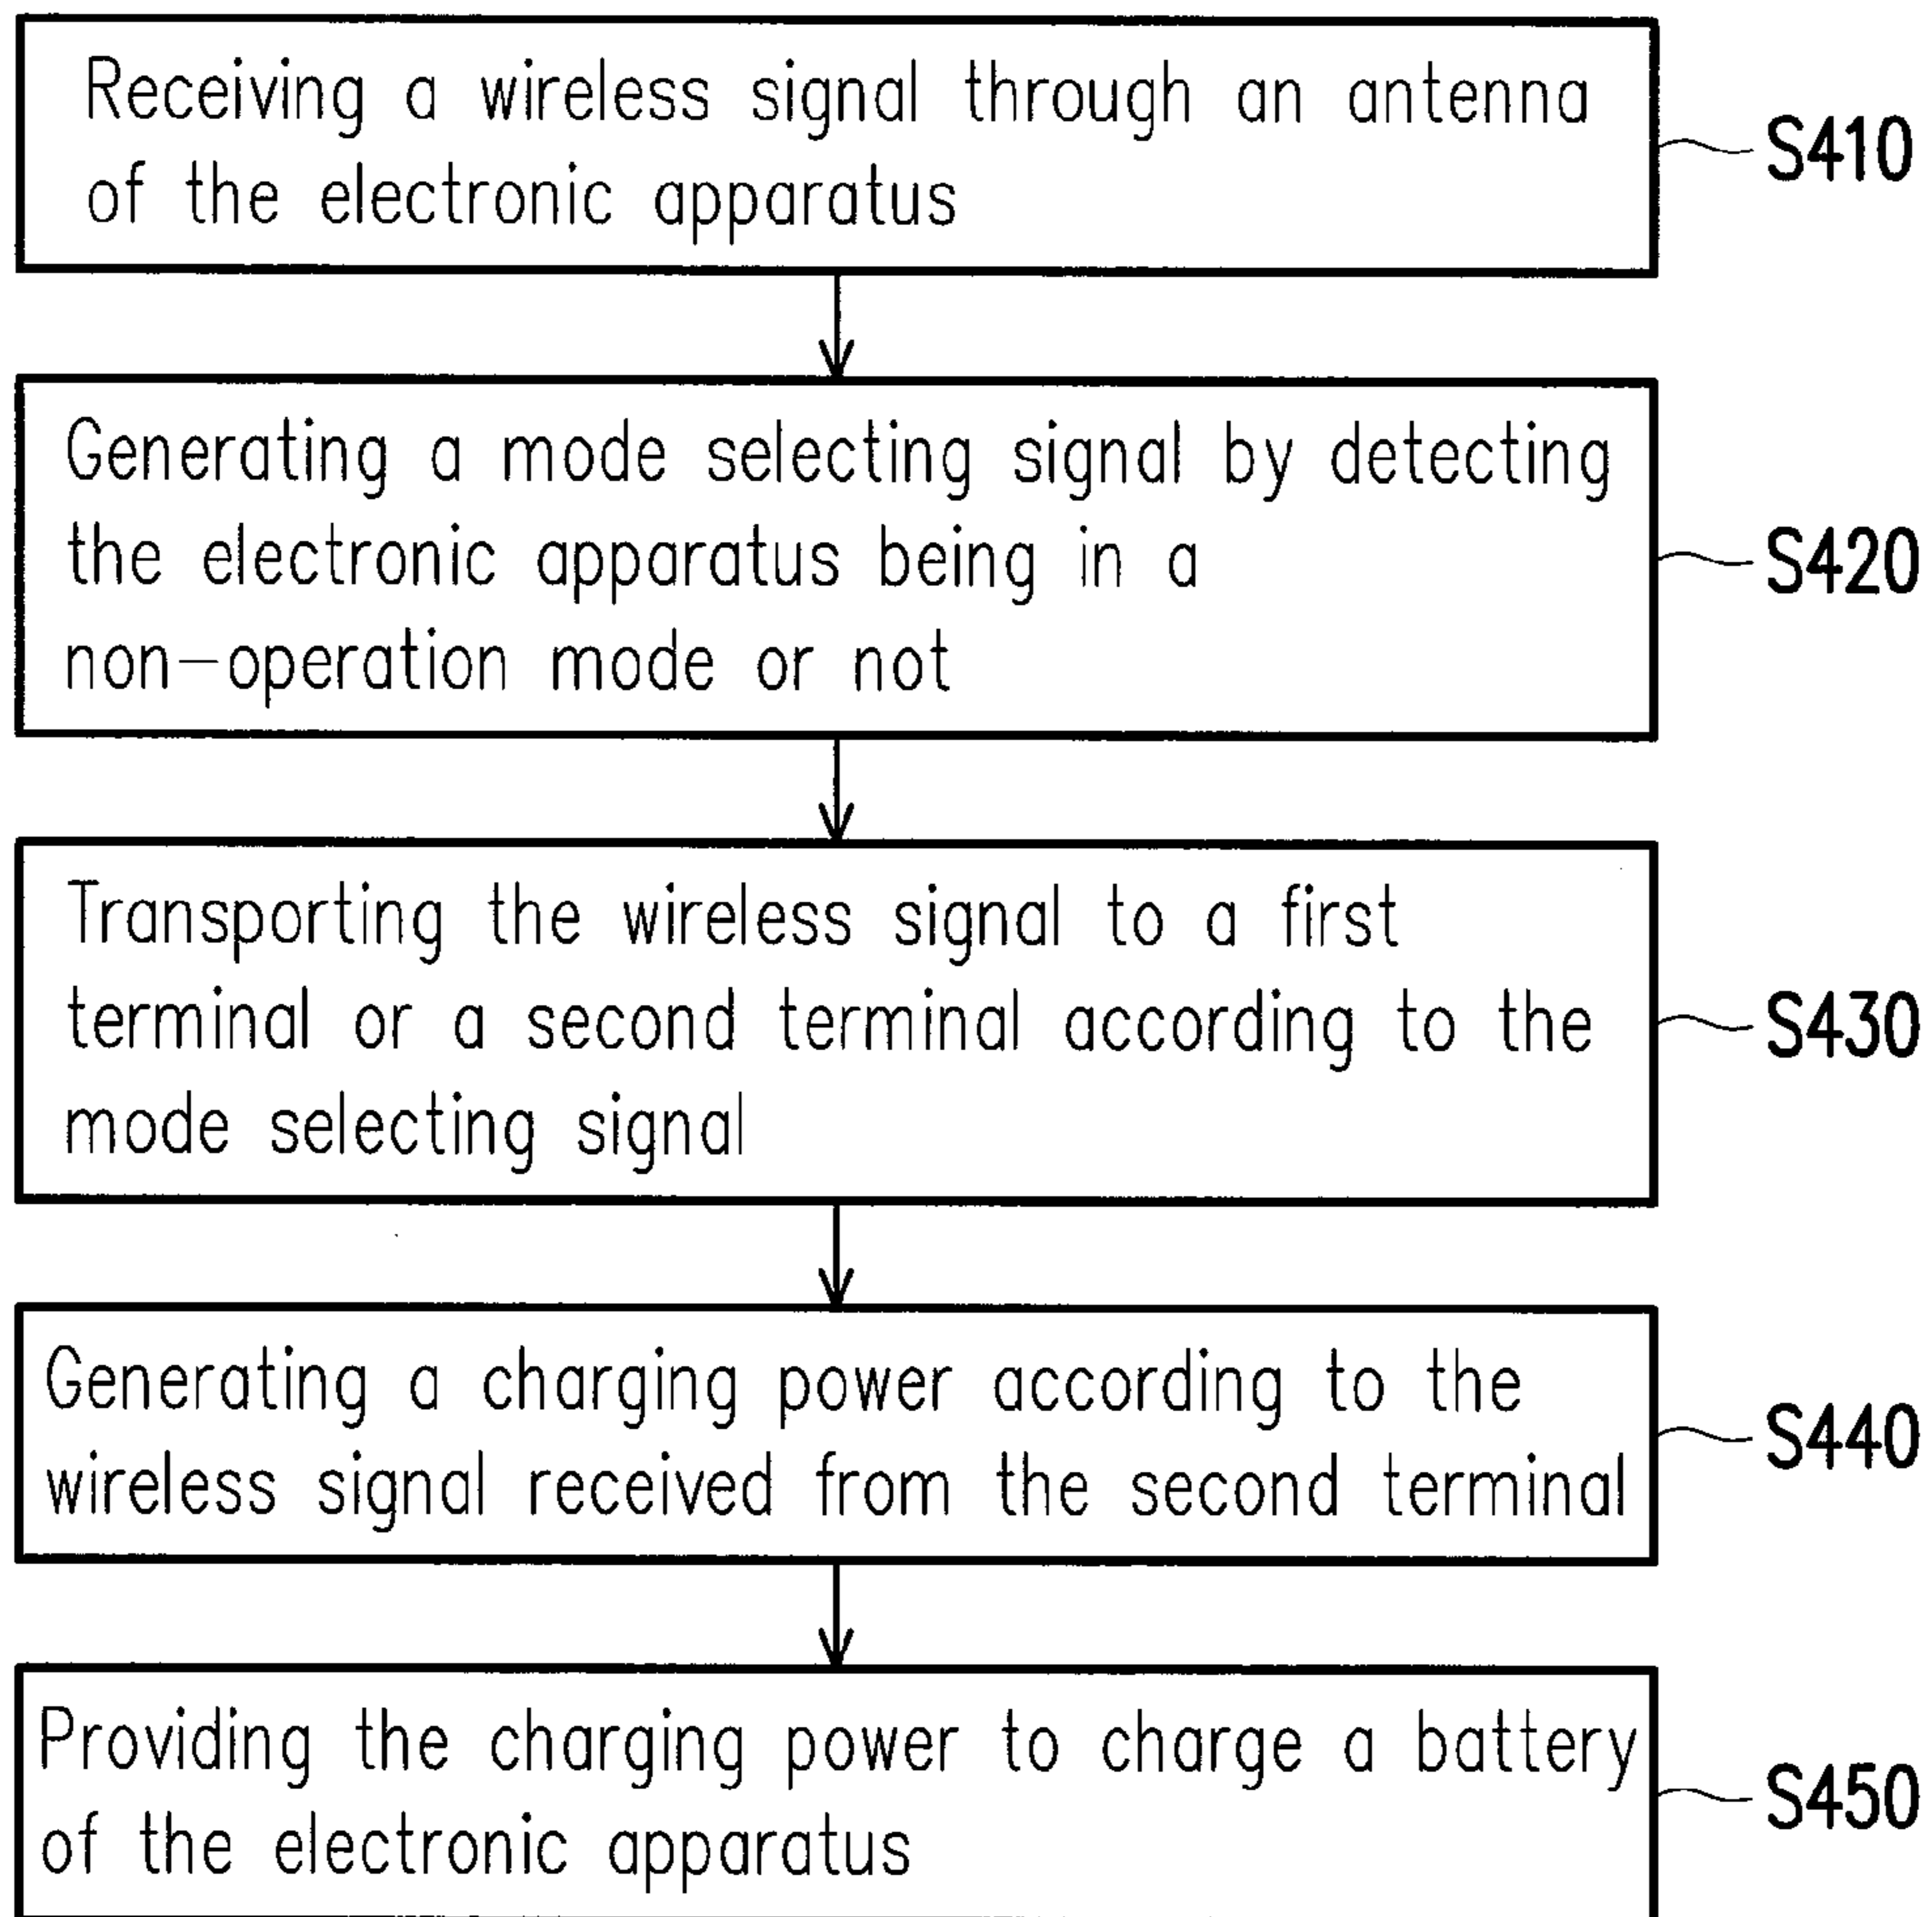 Receiving a wireless signal through an antenna
of the electronic apparatus
S410
Generating a mode selecting signal by detecting
the electronic apparatus being in a
non-operation mode or not
S420
Transporting the wireless signal to a first
terminal or a second terminal according to the
mode selecting signal
S430
Generating a charging power according to the
wireless signal received from the second terminal
S440
Providing the charging power to charge a battery
of the electronic apparatus
S450